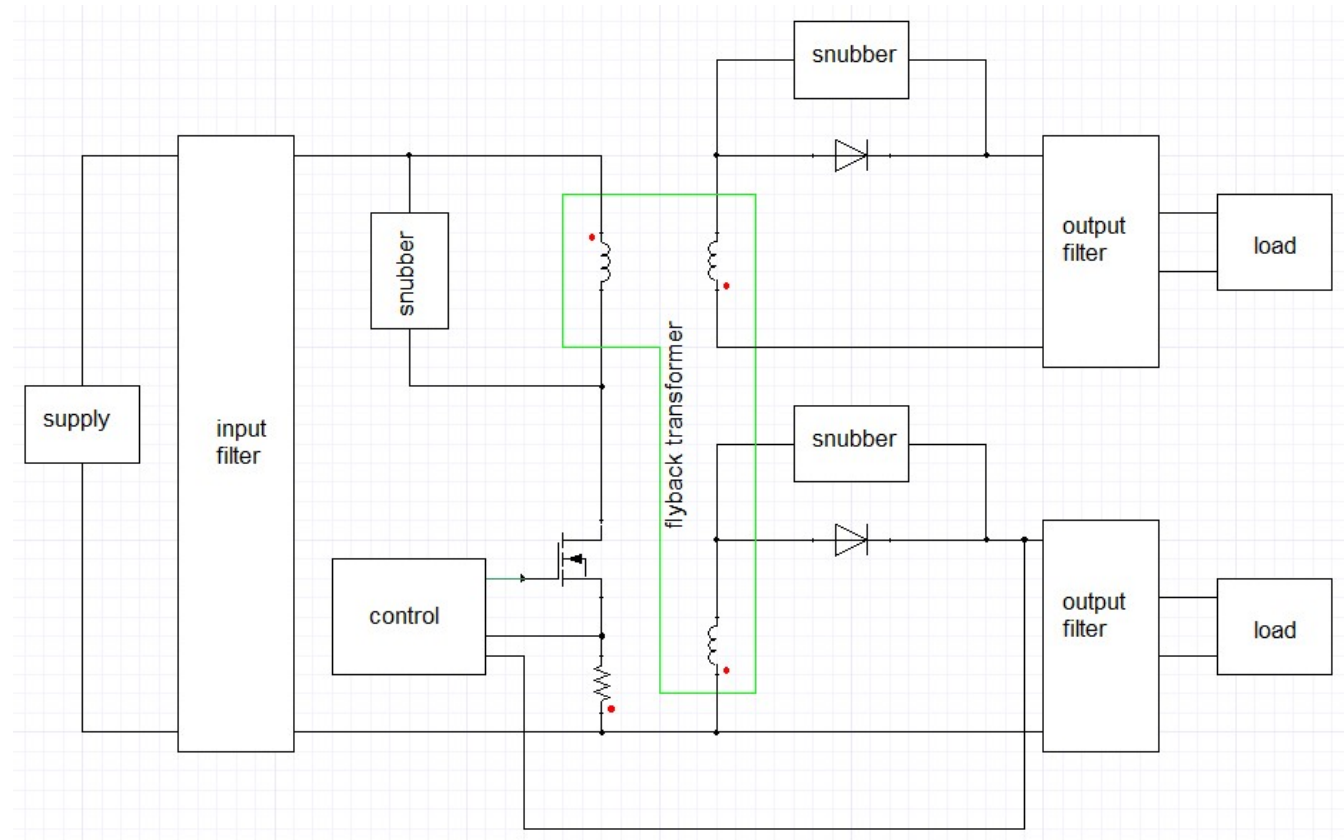 snubber
snubber
output
filter
load
supply
input
filter
flyback transformer
snubber
control
output
filter
load